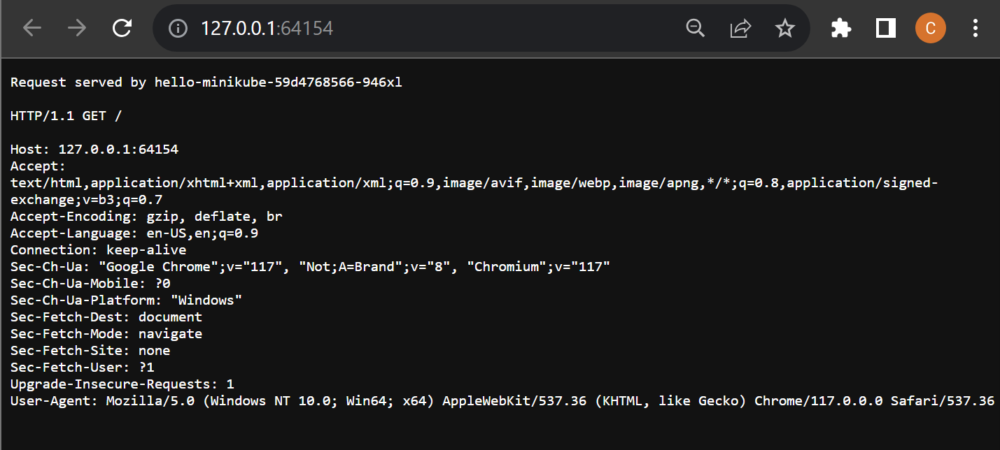 127.0.0.1:64154
C
Request served by hello-minikube-59d4768566-946xl
HTTP/1.1 GET /
Host: 127.0.0.1:64154
Accept:
text/html,application/xhtml+xml,application/xml;q=0.9,image/avif,image/webp,image/apng,*/*;q=0.8,application/signed-
exchange;v=b3;q=0.7
Accept-Encoding: gzip, deflate, br
Accept-Language: en-US,en;q=0.9
Connection: keep-alive
Sec-Ch-Ua: "Google Chrome";v="117", "Not;A=Brand";v="8", "Chromium";v="117"
Sec-Ch-Ua-Mobile: ?0
Sec-Ch-Ua-Platform: "Windows"
Sec-Fetch-Dest: document
Sec-Fetch-Mode: navigate
Sec-Fetch-Site: none
Sec-Fetch-User: ?1
Upgrade-Insecure-Requests: 1
User-Agent: Mozilla/5.0 (Windows NT 10.0; Win64; x64) AppleWebKit/537.36 (KHTML, like Gecko) Chrome/117.0.0.0 Safari/537.36